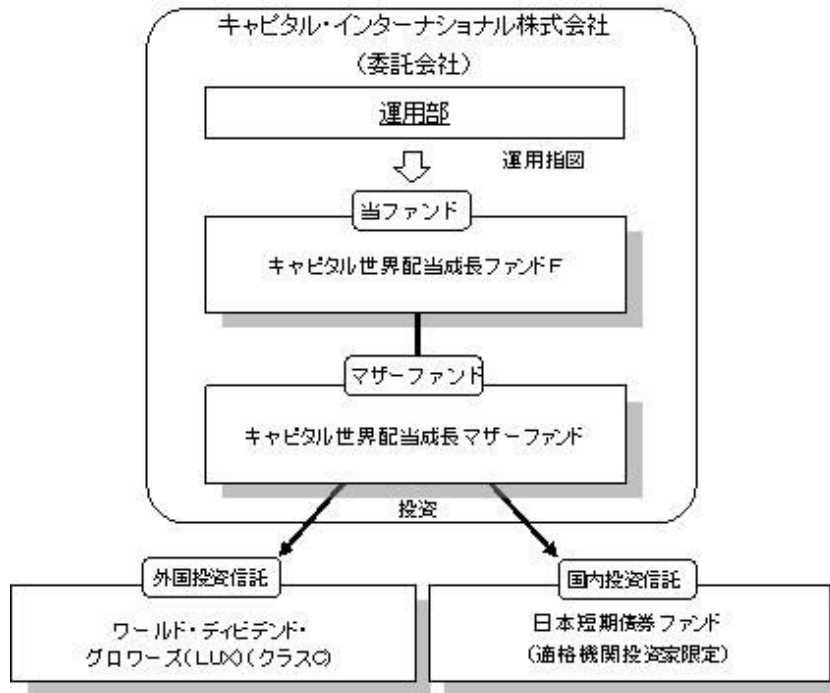 キャピタル・インターナショナル株式会社
(委託会社)
運用部
運用指図
当ファンド
キャピタル世界配当成長ファンドF
マザーファンド
キャピタル世界配当成長マザーファンド
投資
外国投資信託
ワールド・ディビデンド・
グロワーズ(LUX)(クラスC)
国内投資信託
日本短期債券ファンド
(適格機関投資家限定)